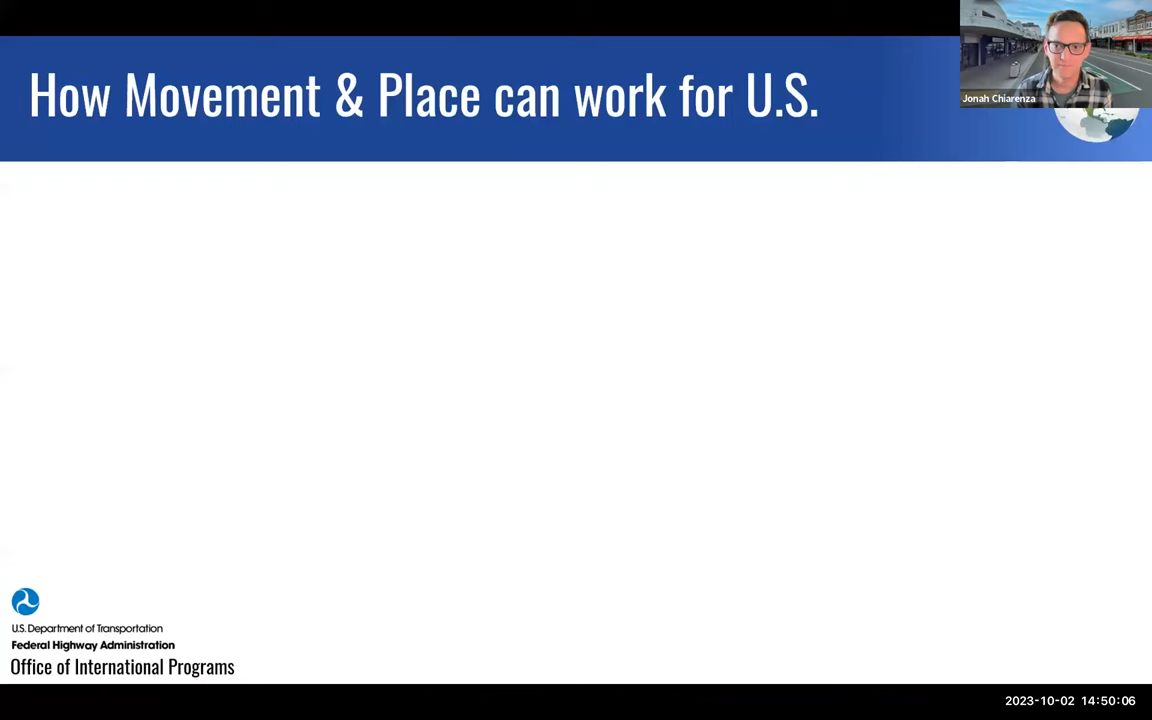 How Movement & Place can work for U.S.
Jonah Chiarenza
U.S. Department of Transportation
Federal Highway Administration
Office of International Programs
2023-10-02 14:50:06